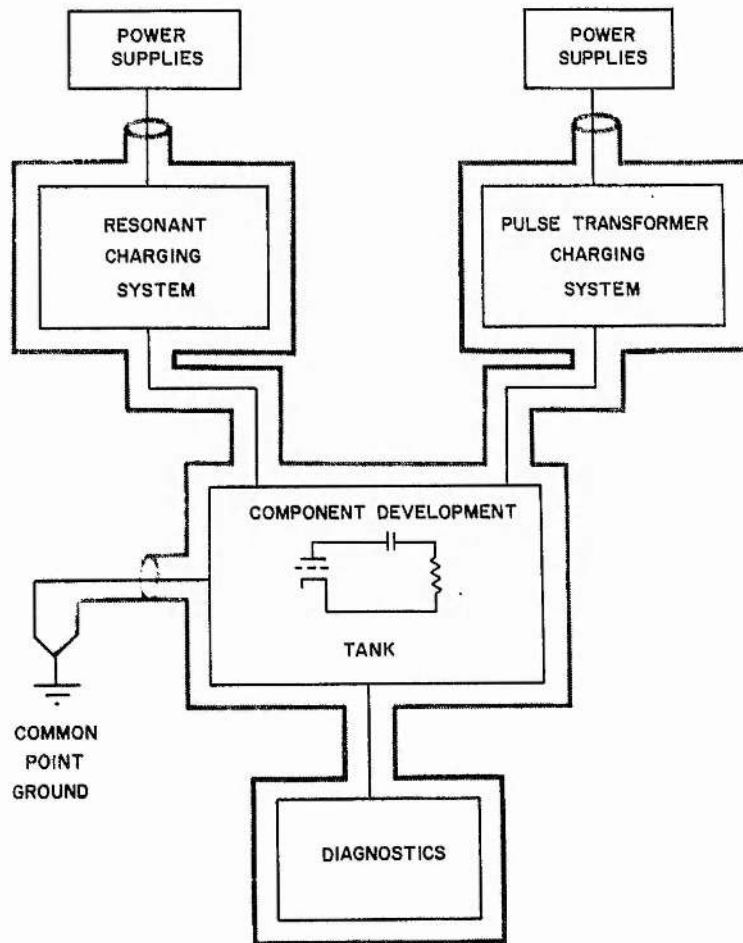 POWER
SUPPLIES
POWER
SUPPLIES
RESONANT
CHARGING
SYSTEM
PULSE TRANSFORMER
CHARGING
SYSTEM
COMPONENT DEVELOPMENT
TANK
COMMON
POINT
GROUND
DIAGNOSTICS